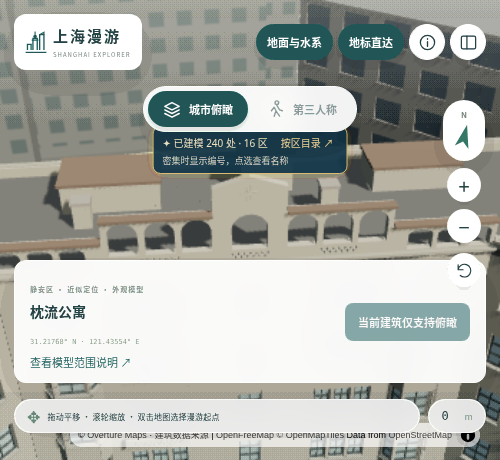 上海漫游
SHANGHAI EXPLORER
地面与水系
地标直达
城市俯瞰
第三人称
N
✦ 已建模 240 处 · 16 区 按区目录 ↗
密集时显示编号，点选查看名称
+
−
静安区 · 近似定位 · 外观模型
枕流公寓
31.21768° N · 121.43554° E
查看模型范围说明 ↗
当前建筑仅支持俯瞰
拖动平移 · 滚轮缩放 · 双击地图选择漫游起点
0 m
© Overture Maps · 建筑数据来源 | OpenFreeMap © OpenMapTiles Data from OpenStreetMap